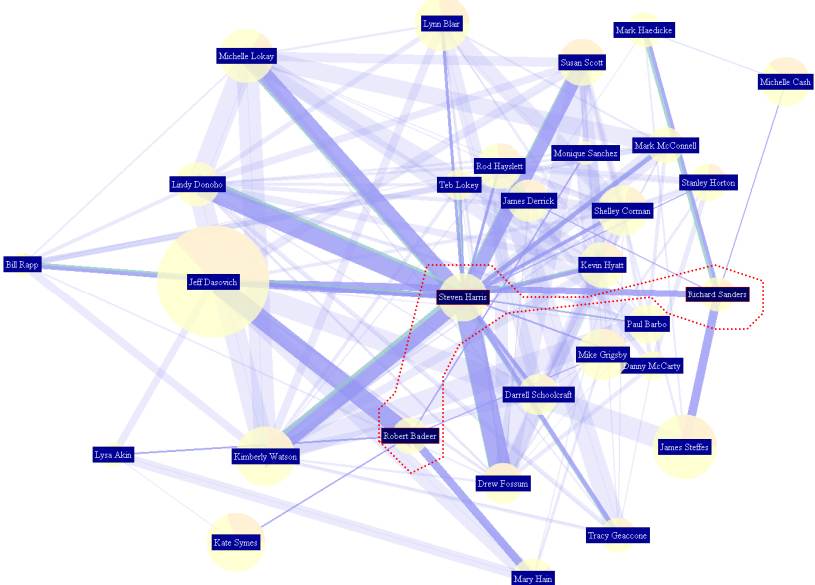 Lynn Blair
Mark Haedicke
Michelle Lokay
Susan Scott
Michelle Cash
Mark McConnell
Monique Sanchez
Rod Hayslett
Teb Lokey
Lindy Donoho
Stanley Horton
James Derrick
Shelley Corman
Bill Rapp
Kevin Hyatt
Jeff Dasovich
Steven Harris
Richard Sanders
Paul Barbo
Mike Grigsby
Danny McCarty
Darrell Schoolcraft
Robert Badeer
James Steffes
Lysa Akin
Kimberly Watson
Drew Fossum
Tracy Geaccone
Kate Symes
Mary Hain